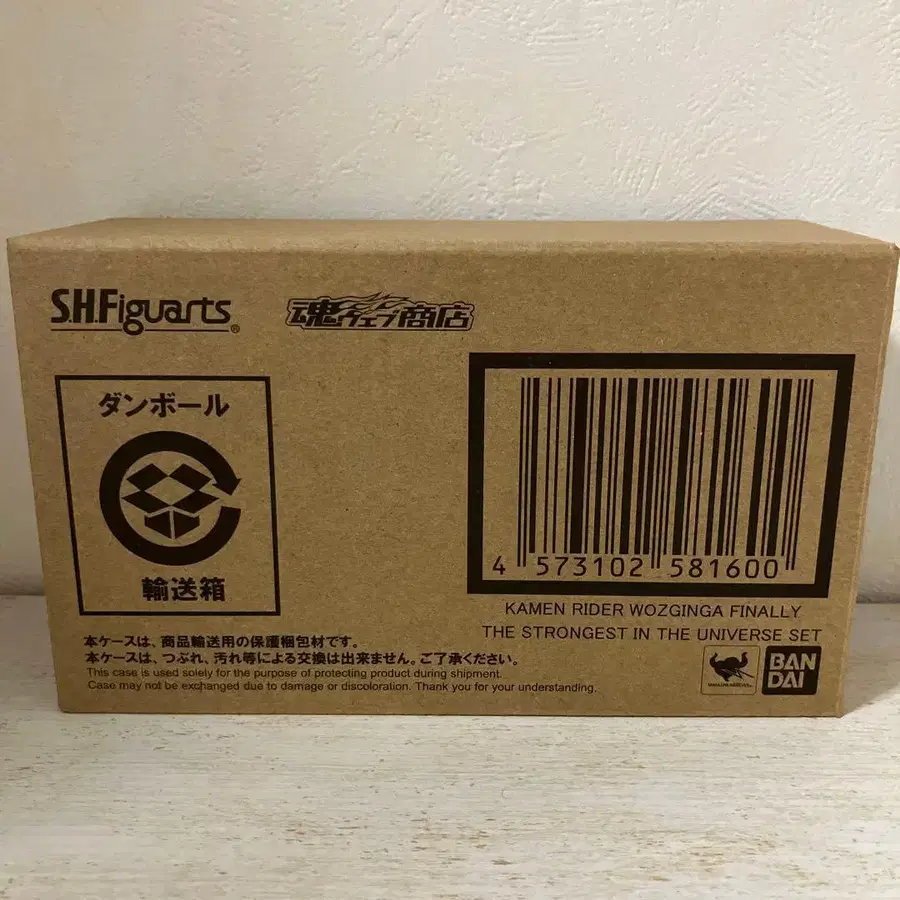 S.H.Figuarts®
魂ウェブ商店
ダンボール
輸送箱
4 573102 581600
KAMEN RIDER WOZGINGA FINALLY
THE STRONGEST IN THE UNIVERSE SET
本ケースは、商品輸送用の保護梱包材です。
本ケースは、つぶれ、汚れ等による交換は出来ません。ご了承ください。
This case is used solely for the purpose of protecting product during shipment.
Case may not be exchanged due to damage or discoloration. Thank you for your understanding.
BAN
DAI